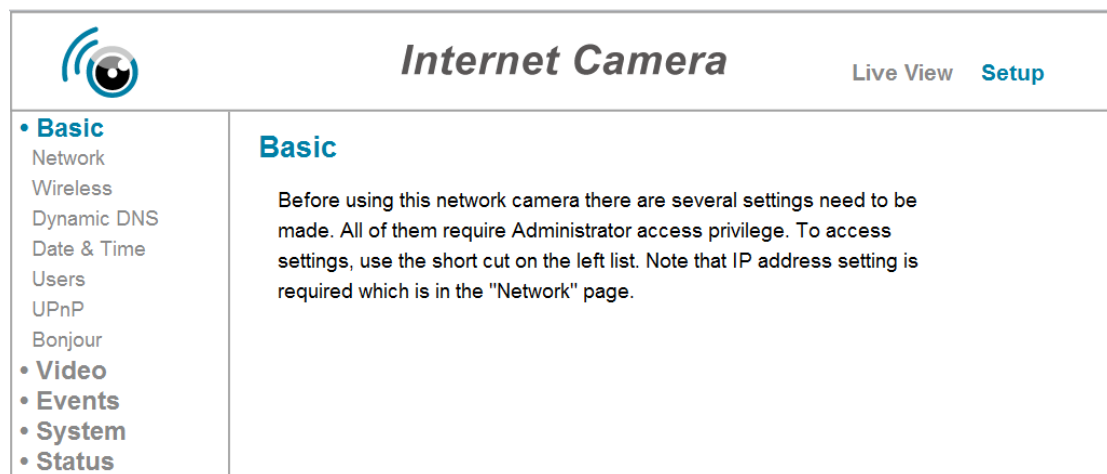 Internet Camera
Live View Setup
• Basic
Network
Wireless
Dynamic DNS
Date & Time
Users
UPnP
Bonjour
• Video
• Events
• System
• Status
Basic
Before using this network camera there are several settings need to be
made. All of them require Administrator access privilege. To access
settings, use the short cut on the left list. Note that IP address setting is
required which is in the "Network" page.